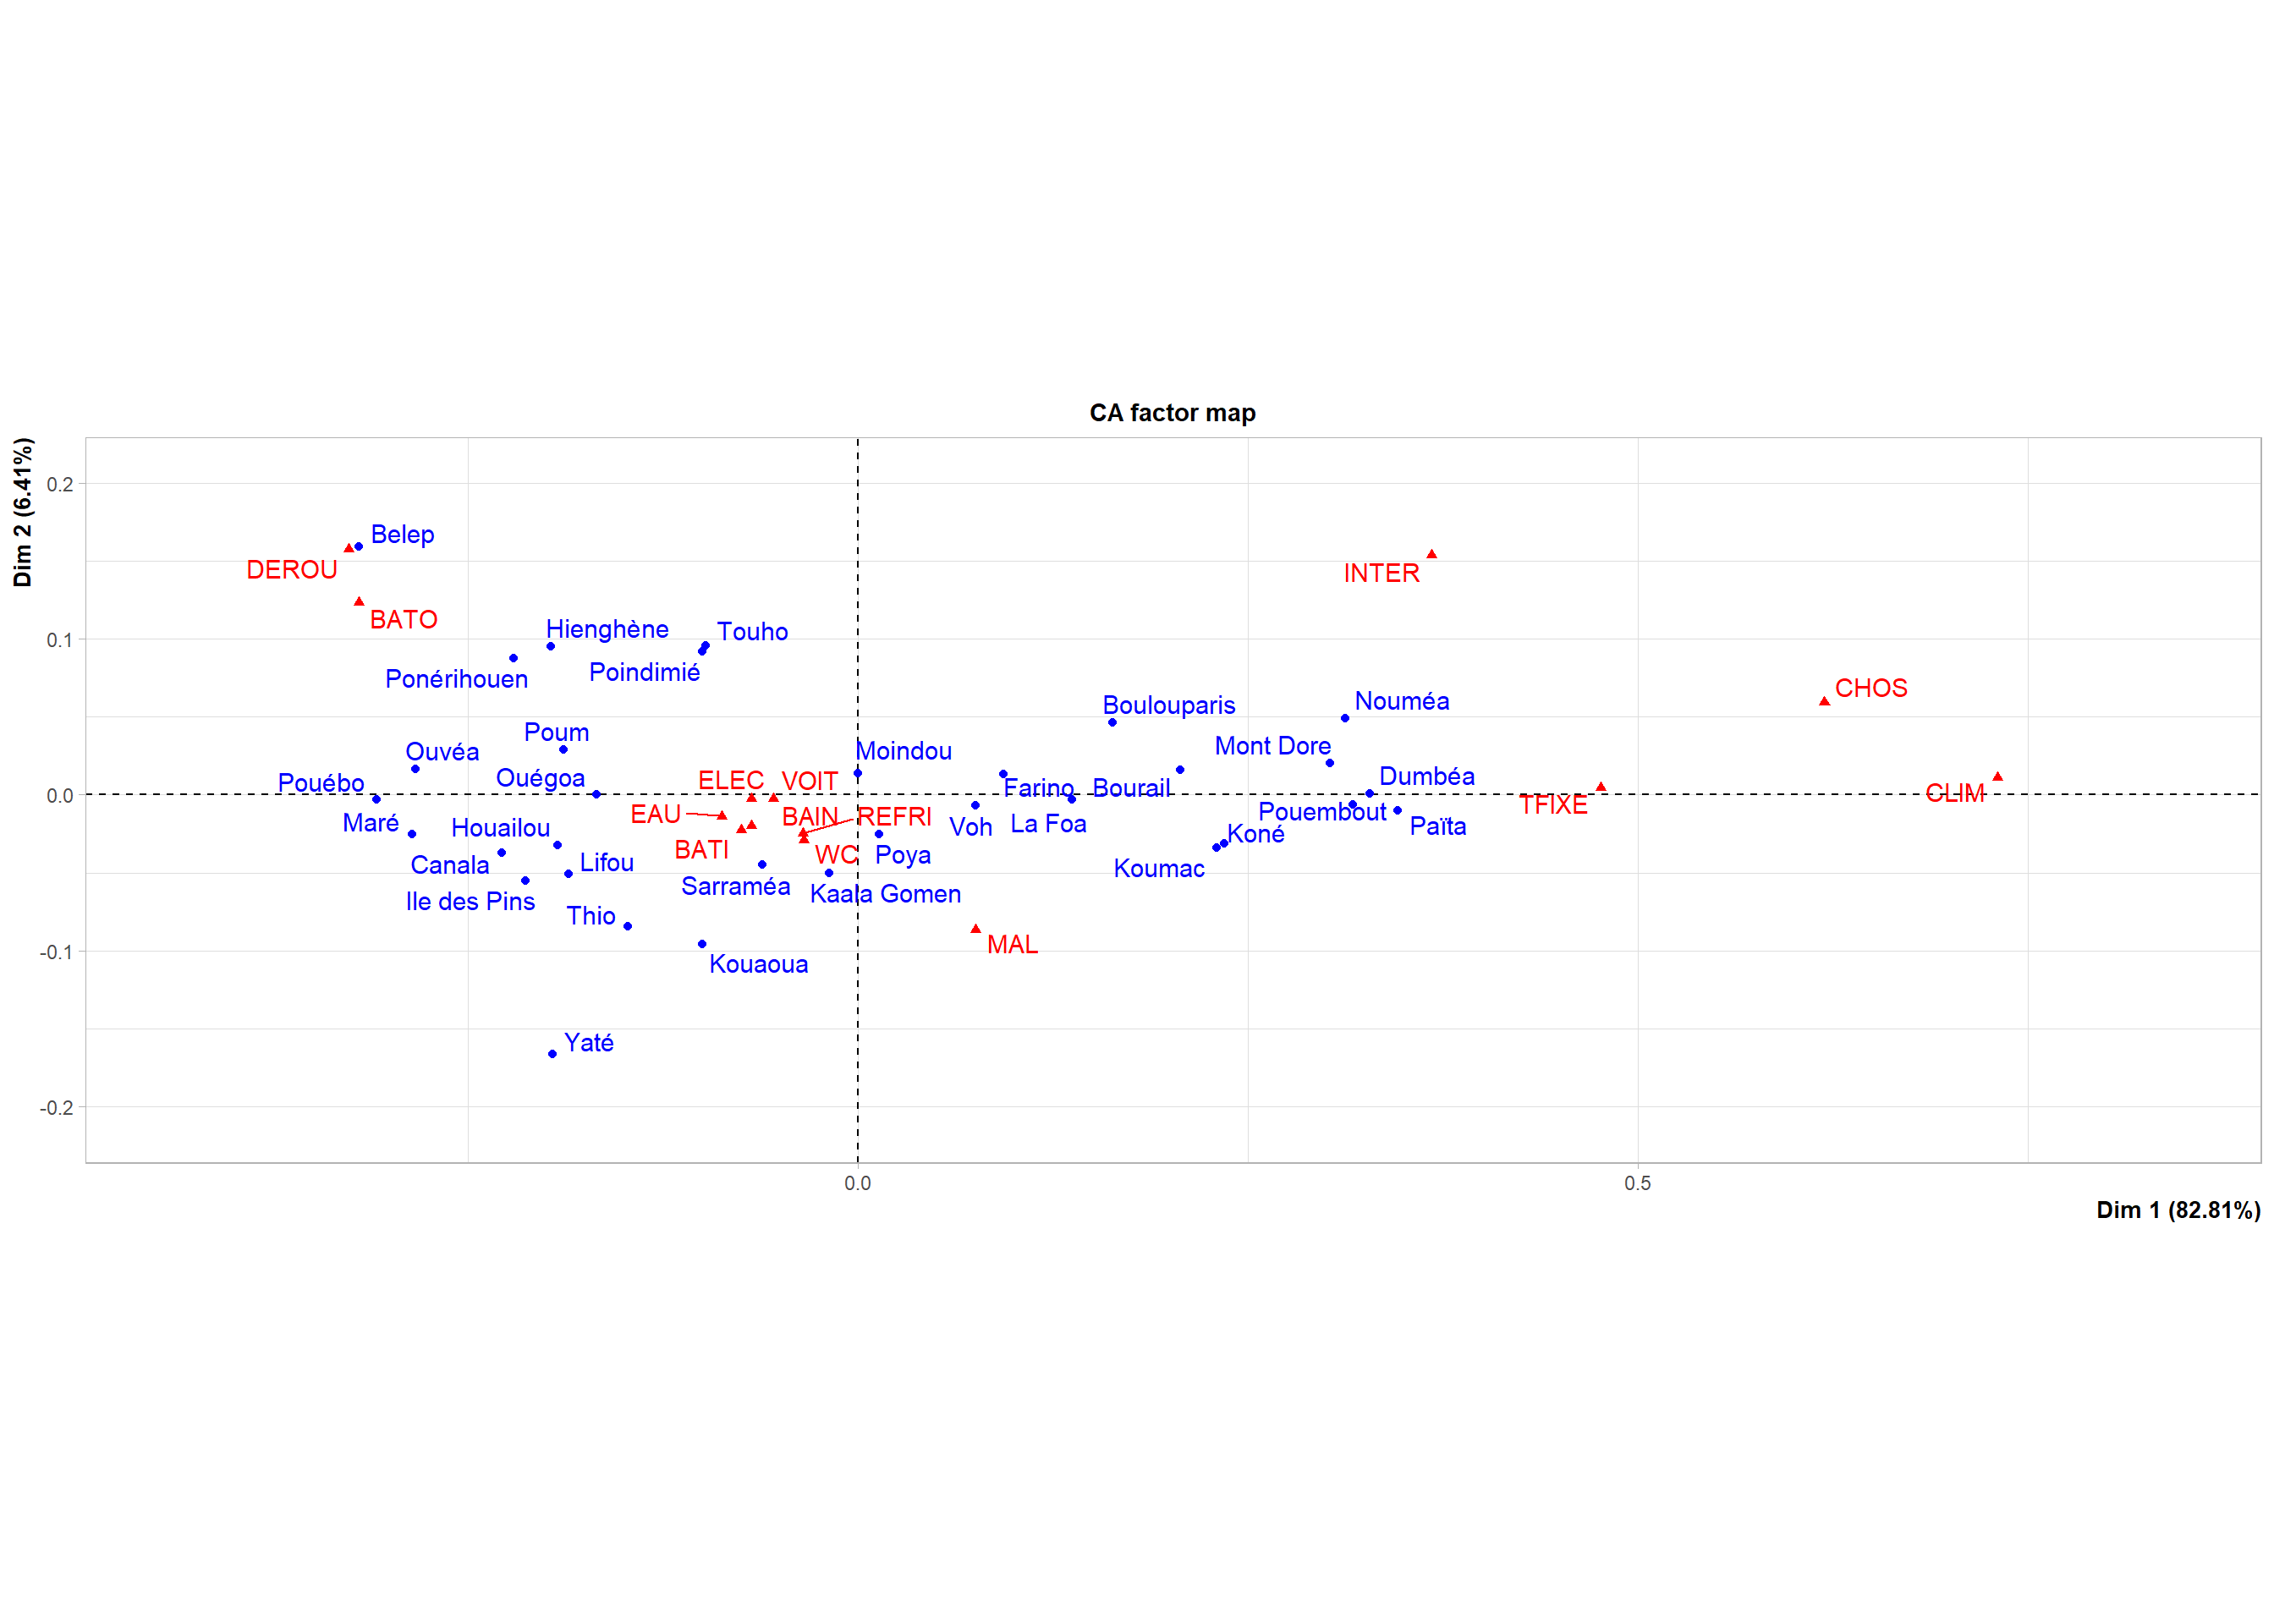 CA factor map
Dim 2 (6.41%)
0.2
0.1
0.0
-0.1
-0.2
Belep
DEROU
BATO
INTER
Hienghène
Touho
Ponérihouen
Poindimié
CHOS
Boulouparis
Nouméa
Poum
Mont Dore
Ouvéa
Moindou
Ouégoa
ELEC
VOIT
Dumbéa
Pouébo
Farino
Bourail
CLIM
TFIXE
EAU
BAIN
REFRI
Pouembout
Maré
Houailou
Voh
La Foa
Koné
Païta
BATI
WC
Poya
Canala
Lifou
Koumac
Sarraméa
Kaala Gomen
Ile des Pins
Thio
MAL
Kouaoua
Yaté
0.0
0.5
Dim 1 (82.81%)